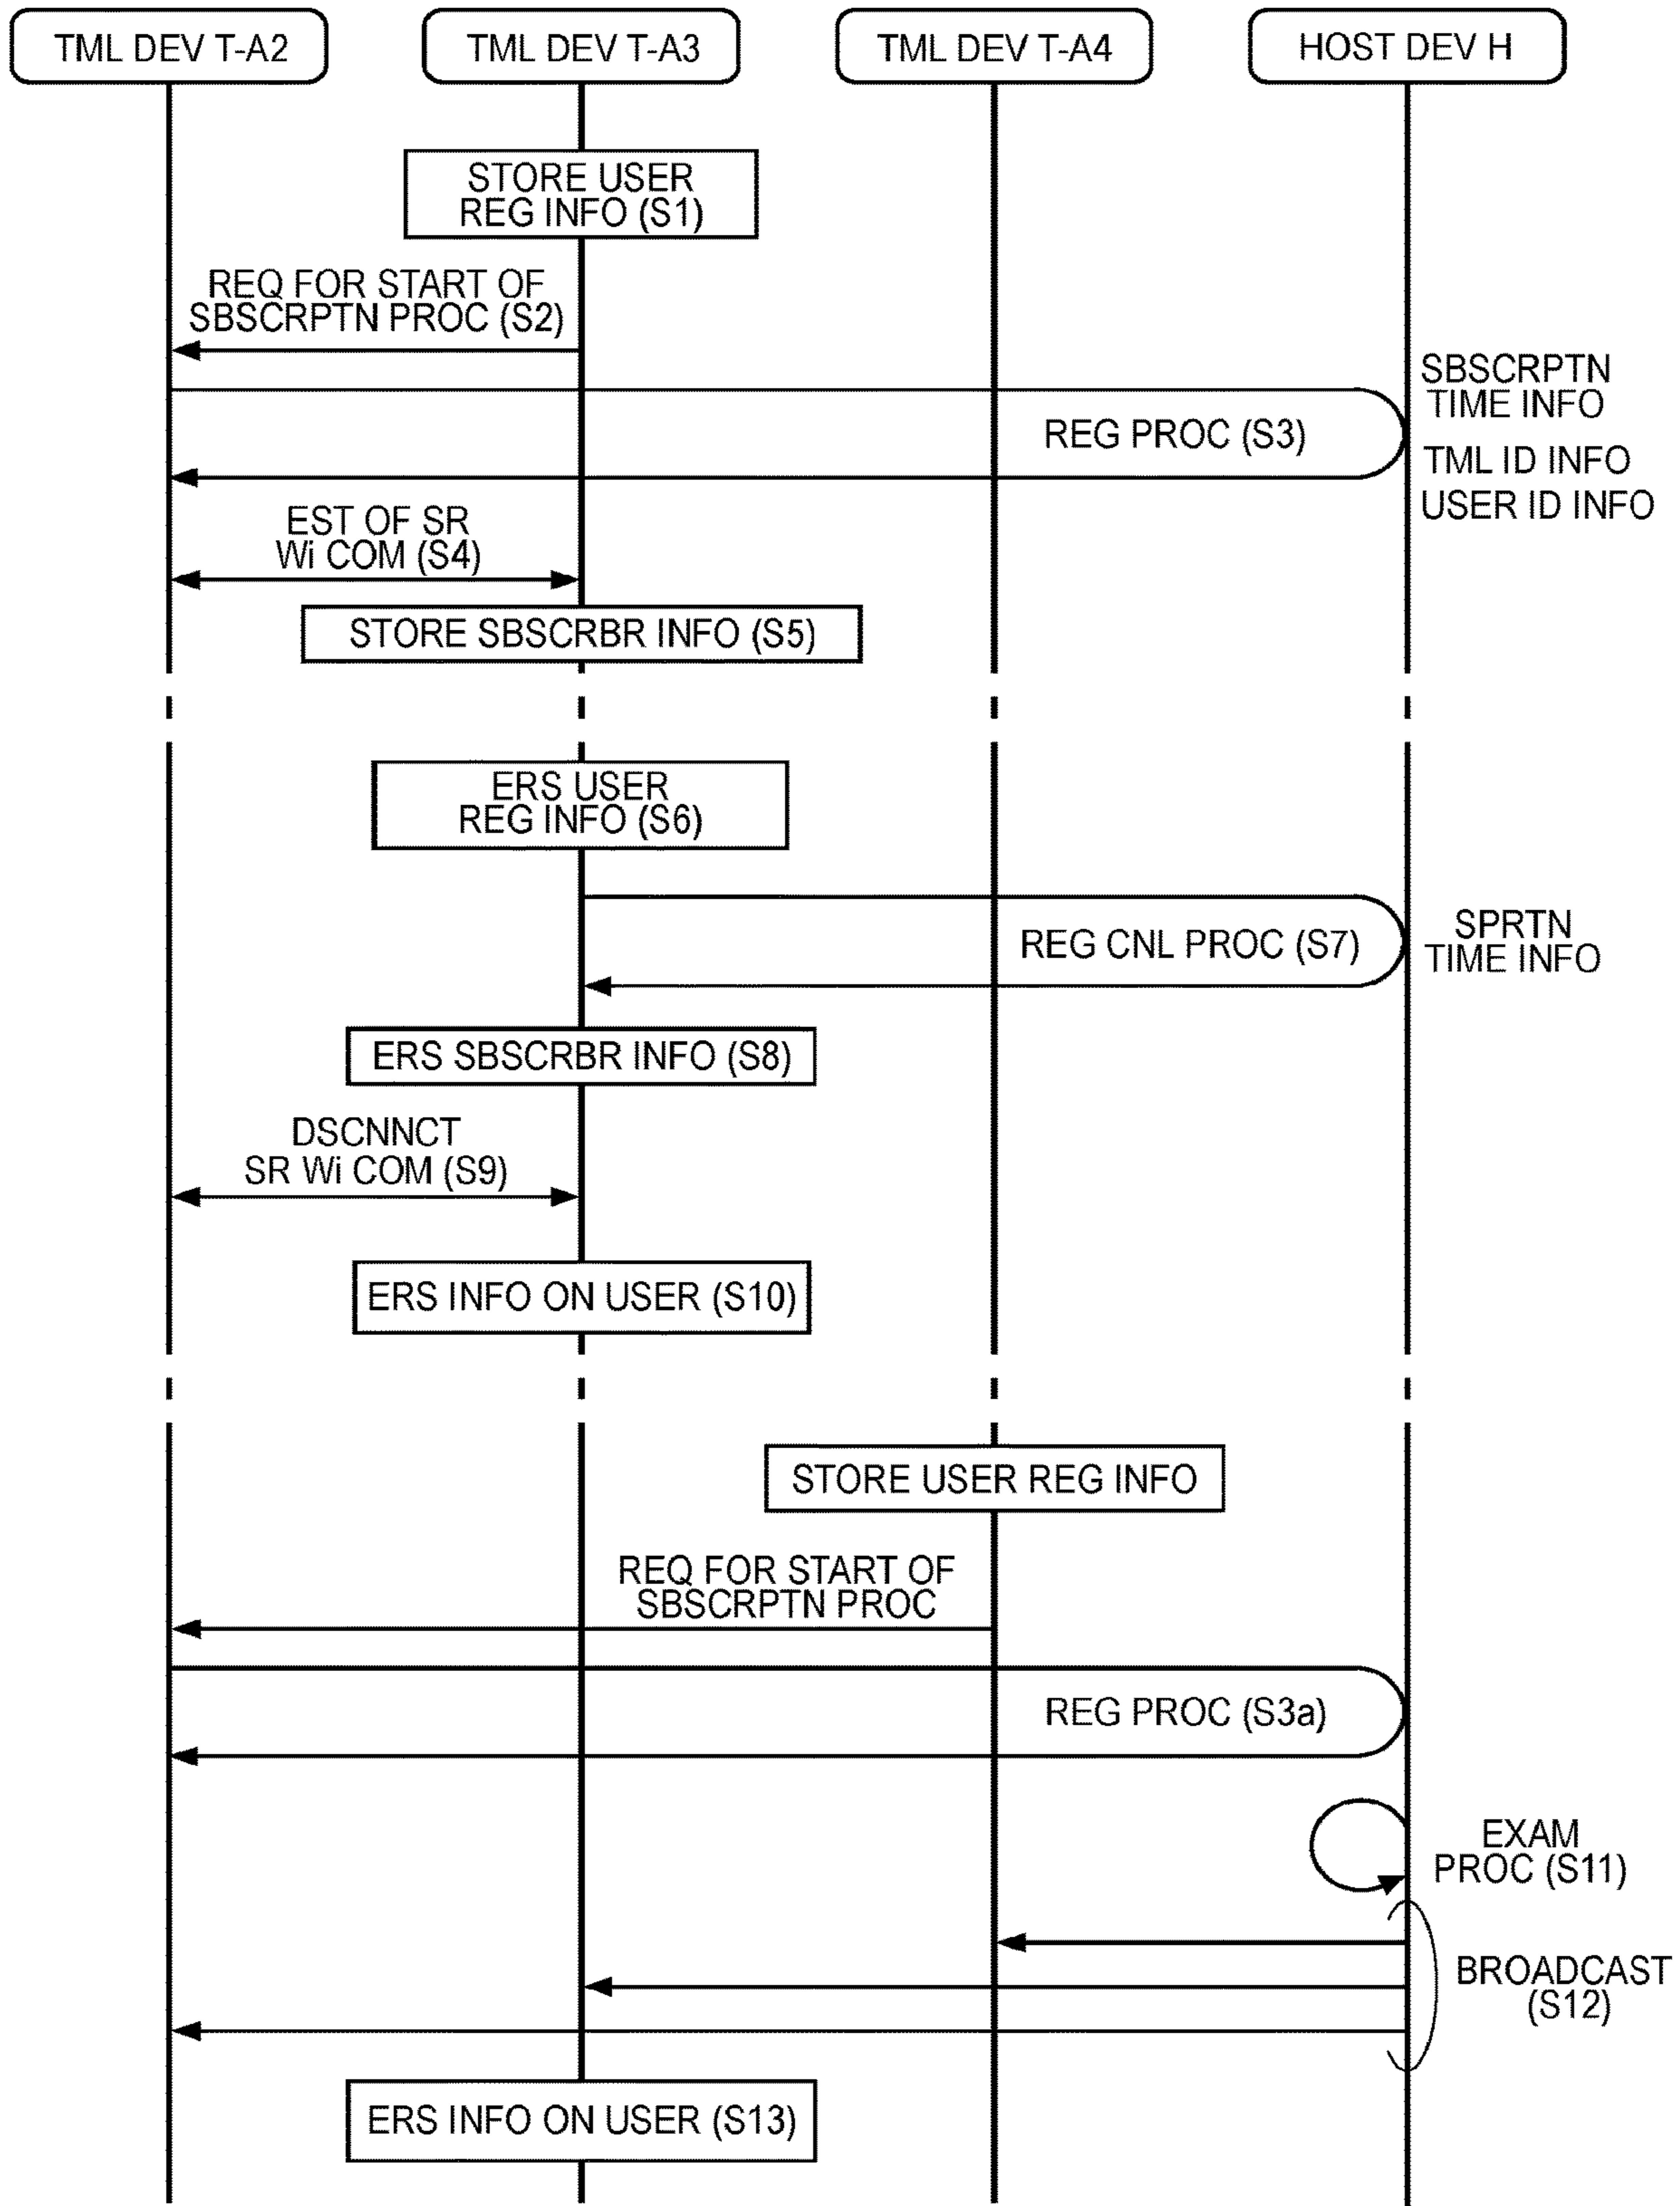 TML DEV T-A2
TML DEV T-A3
TML DEV T-A4
HOST DEV H
STORE USER
REG INFO (S1)
REQ FOR START OF
SBSCRPTN PROC (S2)
SBSCRPTN
TIME INFO
REG PROC (S3)
TML ID INFO
USER ID INFO
EST OF SR
Wi COM (S4)
STORE SBSCRBR INFO (S5)
ERS USER
REG INFO (S6)
REG CNL PROC (S7)
SPRTN
TIME INFO
ERS SBSCRBR INFO (S8)
DSCNNCT
SR Wi COM (S9)
ERS INFO ON USER (S10)
STORE USER REG INFO
REQ FOR START OF
SBSCRPTN PROC
REG PROC (S3a)
EXAM
PROC (S11)
BROADCAST
(S12)
ERS INFO ON USER (S13)